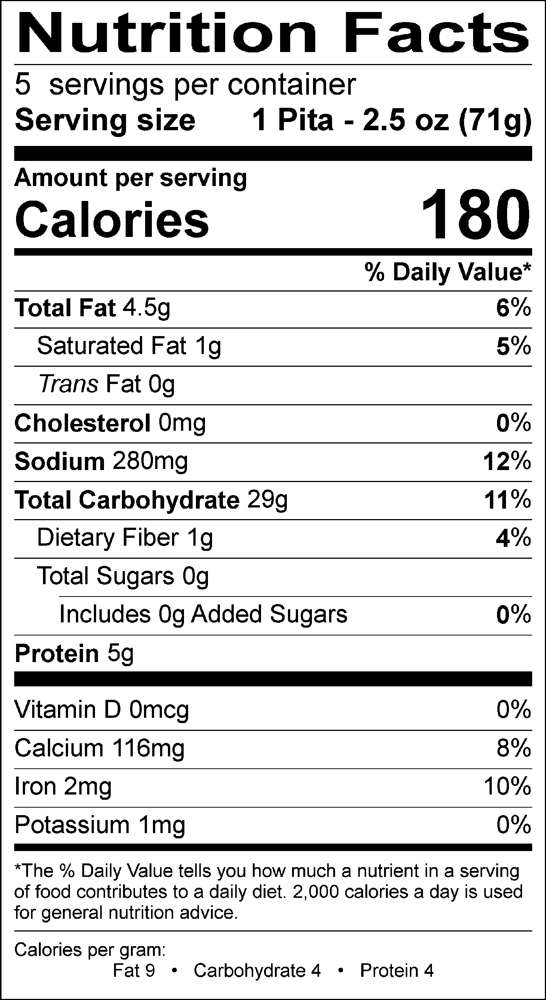 Nutrition Facts
5 servings per container
Serving size 1 Pita - 2.5 oz (71g)
Amount per serving
Calories 180
% Daily Value*
Total Fat 4.5g 6%
Saturated Fat 1g 5%
Trans Fat 0g
Cholesterol 0mg 0%
Sodium 280mg 12%
Total Carbohydrate 29g 11%
Dietary Fiber 1g 4%
Total Sugars 0g
Includes 0g Added Sugars 0%
Protein 5g
Vitamin D 0mcg 0%
Calcium 116mg 8%
Iron 2mg 10%
Potassium 1mg 0%
*The % Daily Value tells you how much a nutrient in a serving
of food contributes to a daily diet. 2,000 calories a day is used
for general nutrition advice.
Calories per gram:
Fat 9 • Carbohydrate 4 • Protein 4